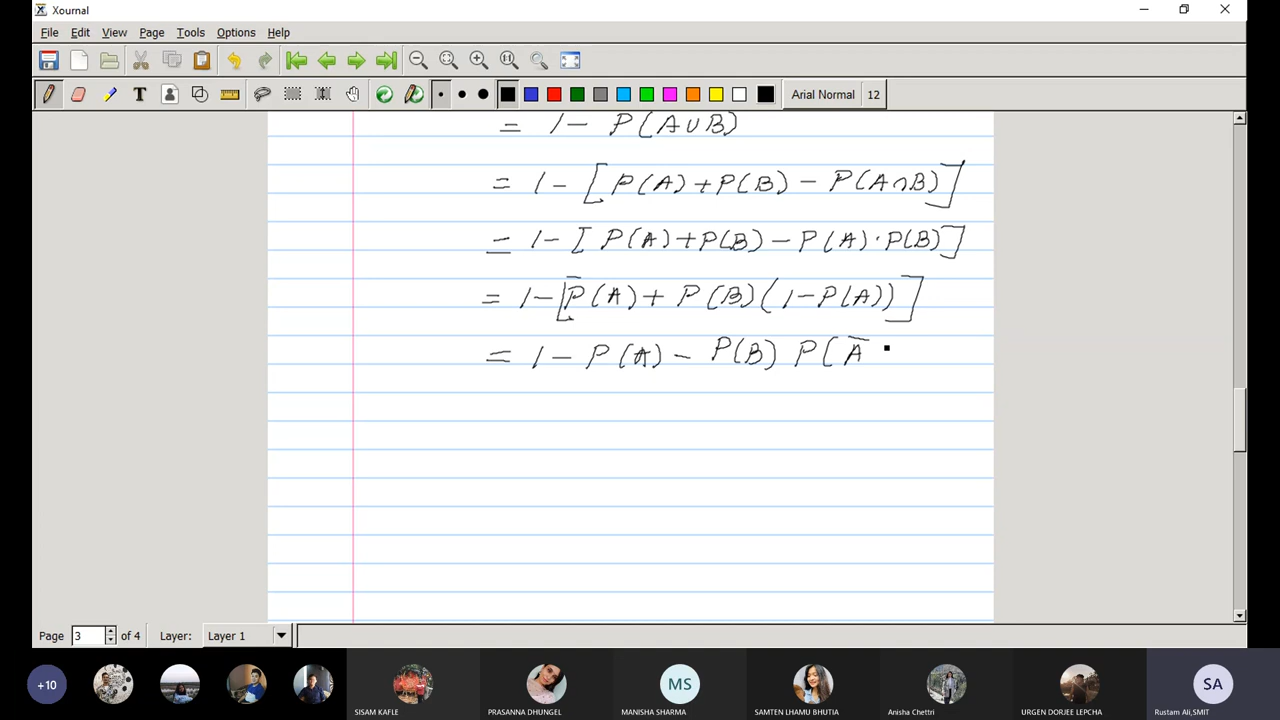 Xournal
File Edit View Page Tools Options Help
Arial Normal 12
= 1 - P(A∪B)
= 1 - [P(A)+P(B) - P(A∩B)]
= 1 - [P(A)+P(B) - P(A)·P(B)]
= 1 - [P(A) + P(B)(1-P(A))]
= 1 - P(A) - P(B) P(Ā
Page 3 of 4 Layer: Layer 1
+10
MS
SA
SISAM KAFLE
PRASANNA DHUNGEL
MANISHA SHARMA
SAMTEN LHAMU BHUTIA
Anisha Chettri
URGEN DORJEE LEPCHA
Rustam Ali,SMIT